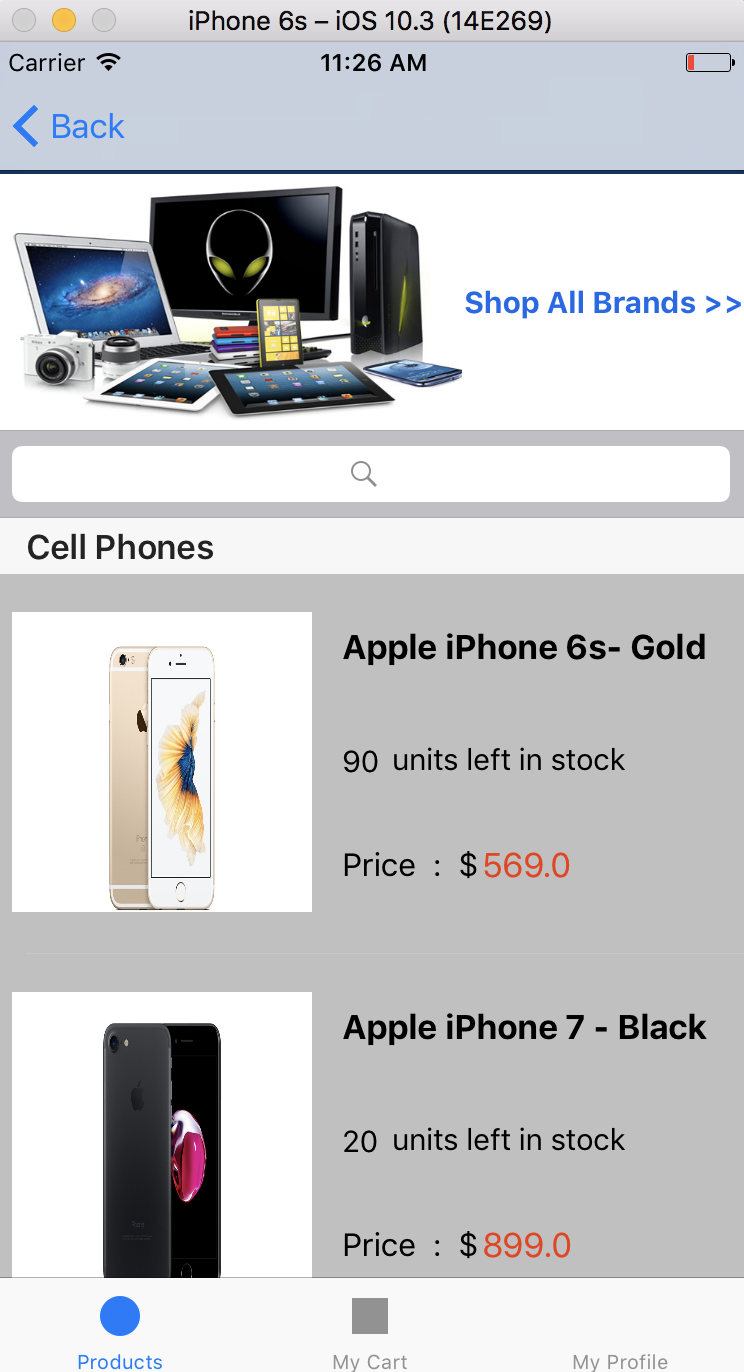 iPhone 6s – iOS 10.3 (14E269)
Carrier 11:26 AM
Back
Shop All Brands >>
Cell Phones
Apple iPhone 6s- Gold
90 units left in stock
Price : $569.0
Apple iPhone 7 - Black
20 units left in stock
Price : $899.0
Products My Cart My Profile